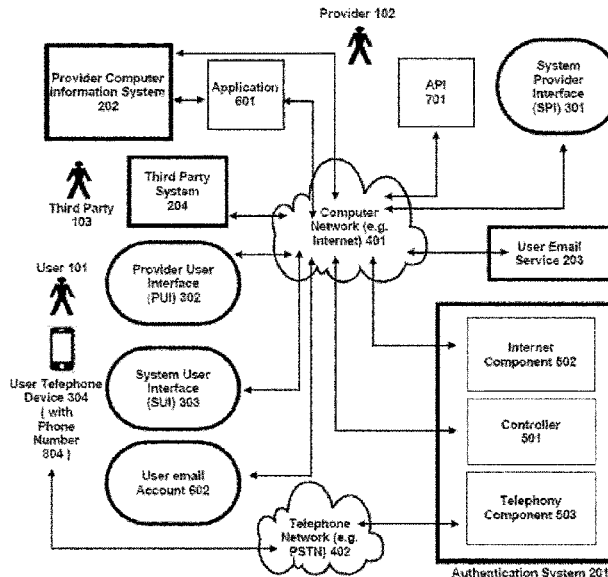 Provider 102
Provider Computer
information System
202
Application
601
API
701
System
Provider
Interface
(SPI) 301
Third Party
103
Third Party
System
204
Computer
Network (e.g.
Internet) 401
User Email
Service 203
User 101
Provider User
Interface
(PUI) 302
User Telephone
Device 304
( with
Phone
Number
804 )
System User
Interface
(SUI) 303
User email
Account 602
Internet
Component 502
Controller
501
Telephony
Component 503
Telephone
Network (e.g.
PSTN) 402
Authentication System 201